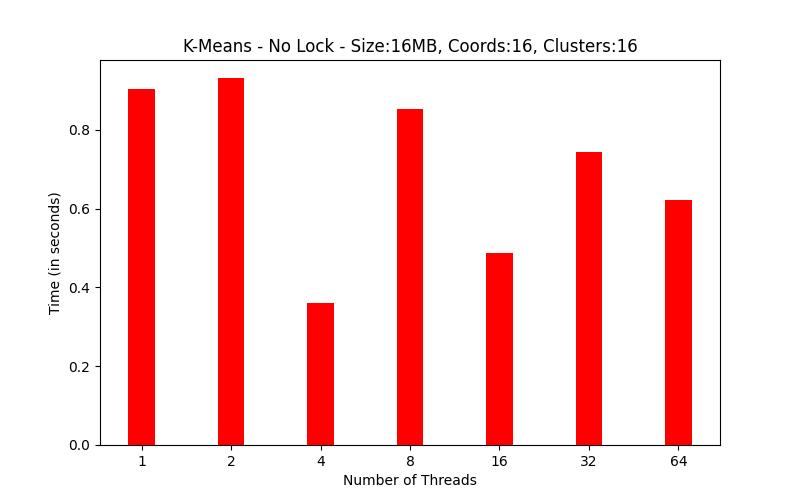 K-Means - No Lock - Size:16MB, Coords:16, Clusters:16
Time (in seconds)
0.8
0.6
0.4
0.2
0.0
1 2 4 8 16 32 64
Number of Threads